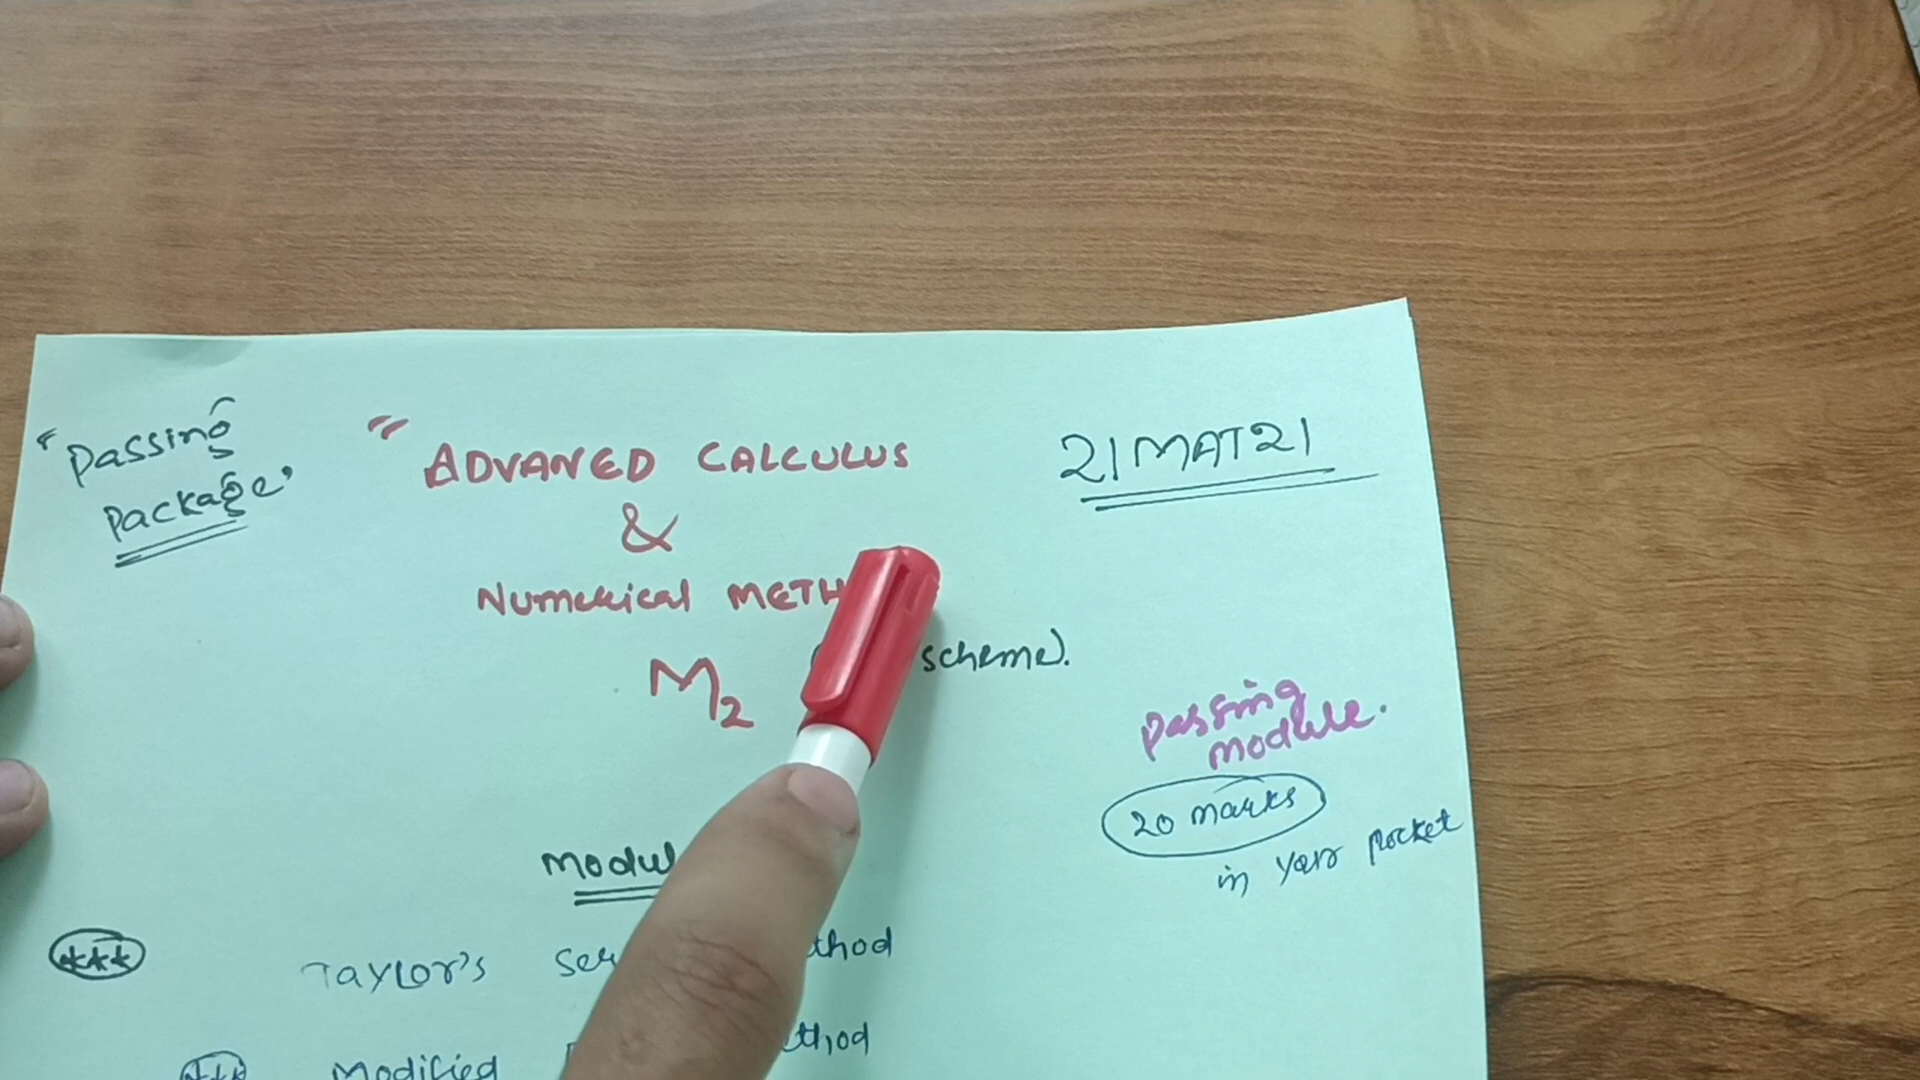 "Passing
Package"
" ADVANED CALCULUS
&
Numerical METH
M2
scheme).
21MAT21
Passing
module.
20 marks
in your pocket
Modul
*** Taylor's Ser thod
*** Modified thod